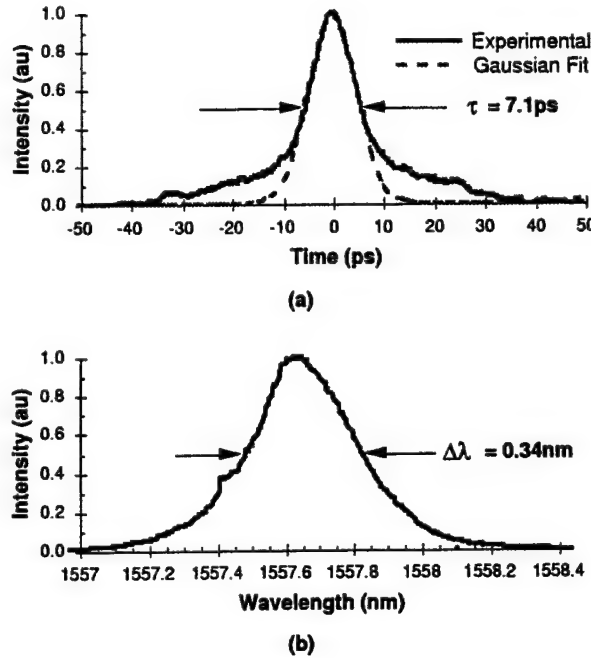 1.0
0.8
0.6
0.4
0.2
0.0
Intensity (au)
Experimental
Gaussian Fit
τ = 7.1ps
-50 -40 -30 -20 -10 0 10 20 30 40 50
Time (ps)
(a)
1.0
0.8
0.6
0.4
0.2
0.0
Intensity (au)
Δλ = 0.34nm
1557 1557.2 1557.4 1557.6 1557.8 1558 1558.2 1558.4
Wavelength (nm)
(b)